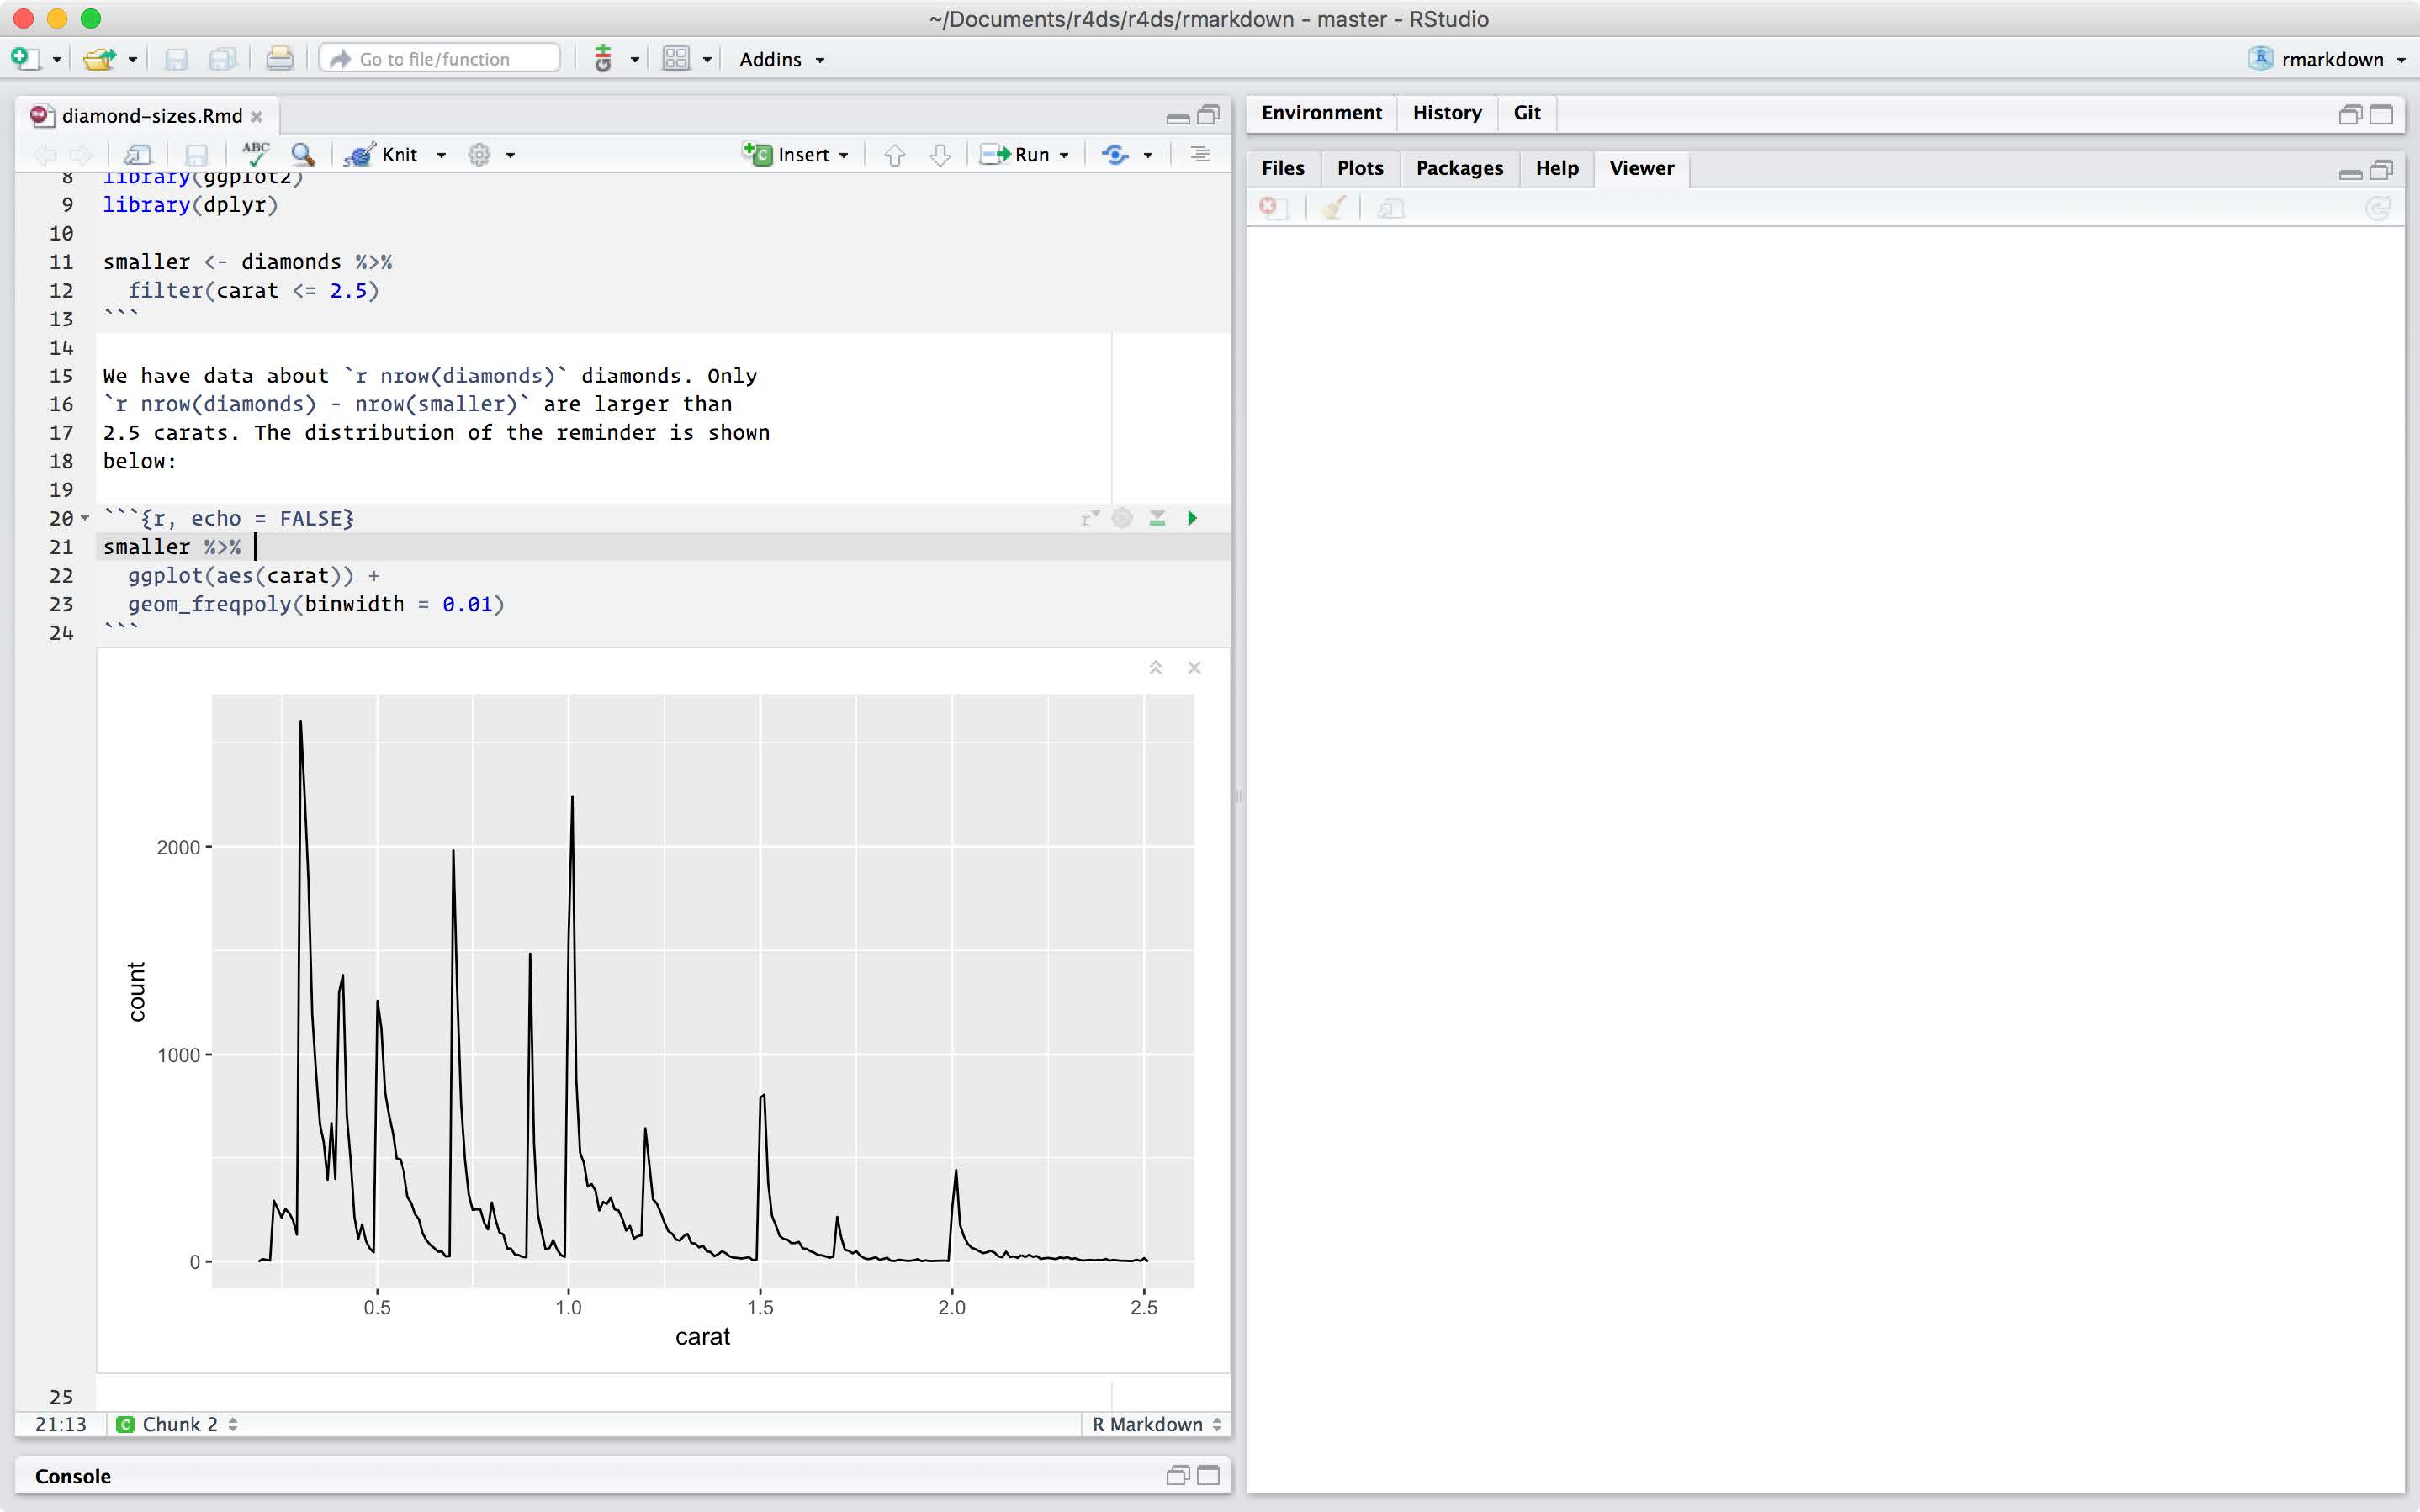 ~/Documents/r4ds/r4ds/rmarkdown - master - RStudio
Go to file/function
Addins
rmarkdown
diamond-sizes.Rmd
ABC
Knit
Insert
Run
8 library(ggplot2)
9 library(dplyr)
10
11 smaller <- diamonds %>%
12   filter(carat <= 2.5)
13 ```
14
15 We have data about `r nrow(diamonds)` diamonds. Only
16 `r nrow(diamonds) - nrow(smaller)` are larger than
17 2.5 carats. The distribution of the reminder is shown
18 below:
19
20 ```{r, echo = FALSE}
21 smaller %>%
22   ggplot(aes(carat)) +
23   geom_freqpoly(binwidth = 0.01)
24 ```
2000
1000
0
count
0.5 1.0 1.5 2.0 2.5
carat
25
21:13 C Chunk 2 R Markdown
Console
Environment History Git
Files Plots Packages Help Viewer